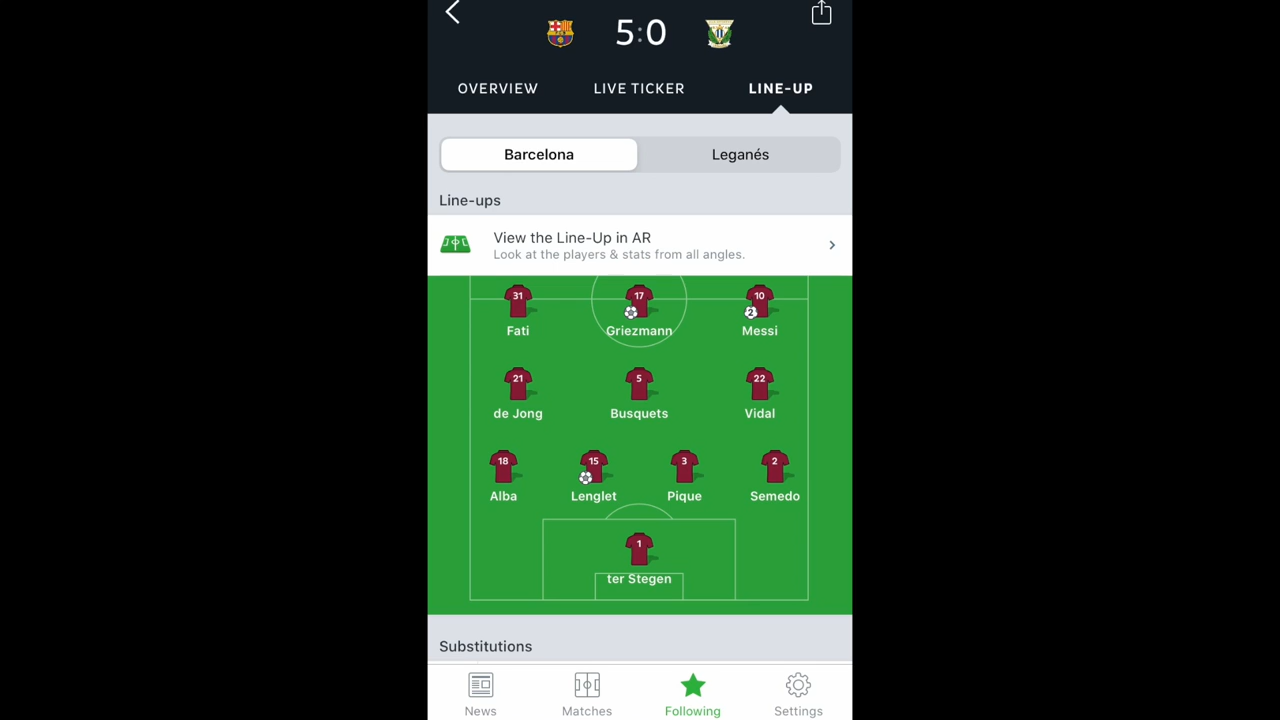 5:0
OVERVIEW LIVE TICKER LINE-UP
Barcelona Leganés
Line-ups
View the Line-Up in AR
Look at the players & stats from all angles.
31 17 10
2
Fati Griezmann Messi
21 5 22
de Jong Busquets Vidal
18 15 3 2
Alba Lenglet Pique Semedo
1
ter Stegen
Substitutions
News Matches Following Settings